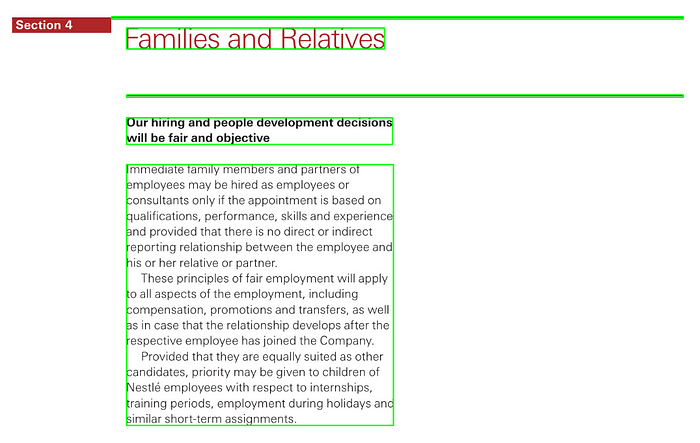 Section 4
Families and Relatives
Our hiring and people development decisions
will be fair and objective
Immediate family members and partners of
employees may be hired as employees or
consultants only if the appointment is based on
qualifications, performance, skills and experience
and provided that there is no direct or indirect
reporting relationship between the employee and
his or her relative or partner.
These principles of fair employment will apply
to all aspects of the employment, including
compensation, promotions and transfers, as well
as in case that the relationship develops after the
respective employee has joined the Company.
Provided that they are equally suited as other
candidates, priority may be given to children of
Nestlé employees with respect to internships,
training periods, employment during holidays and
similar short-term assignments.